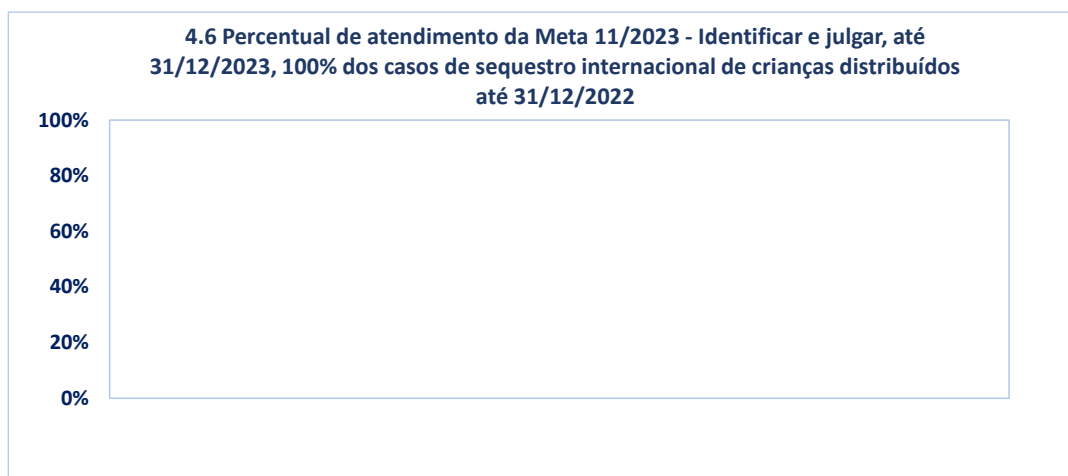 4.6 Percentual de atendimento da Meta 11/2023 - Identificar e julgar, até
31/12/2023, 100% dos casos de sequestro internacional de crianças distribuídos
até 31/12/2022
100%
80%
60%
40%
20%
0%